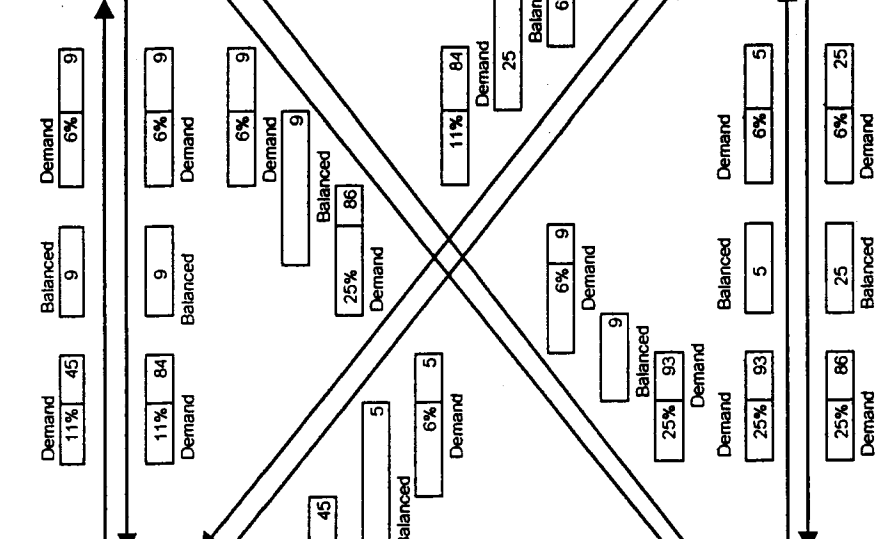 Demand Balanced Demand
11% 45 9 6% 9
11% 84 9 6% 9
Demand Balanced Demand
6% 9
Demand
9
45 Balanced
25% 86
5 Demand
alanced
6% 5
Demand 11% 84
Demand
25
Balan
6% 9 6
Demand
9
Balanced
25% 93
Demand
Demand Balanced Demand
25% 93 5 6% 5
25% 86 25 6% 25
Demand Balanced Demand